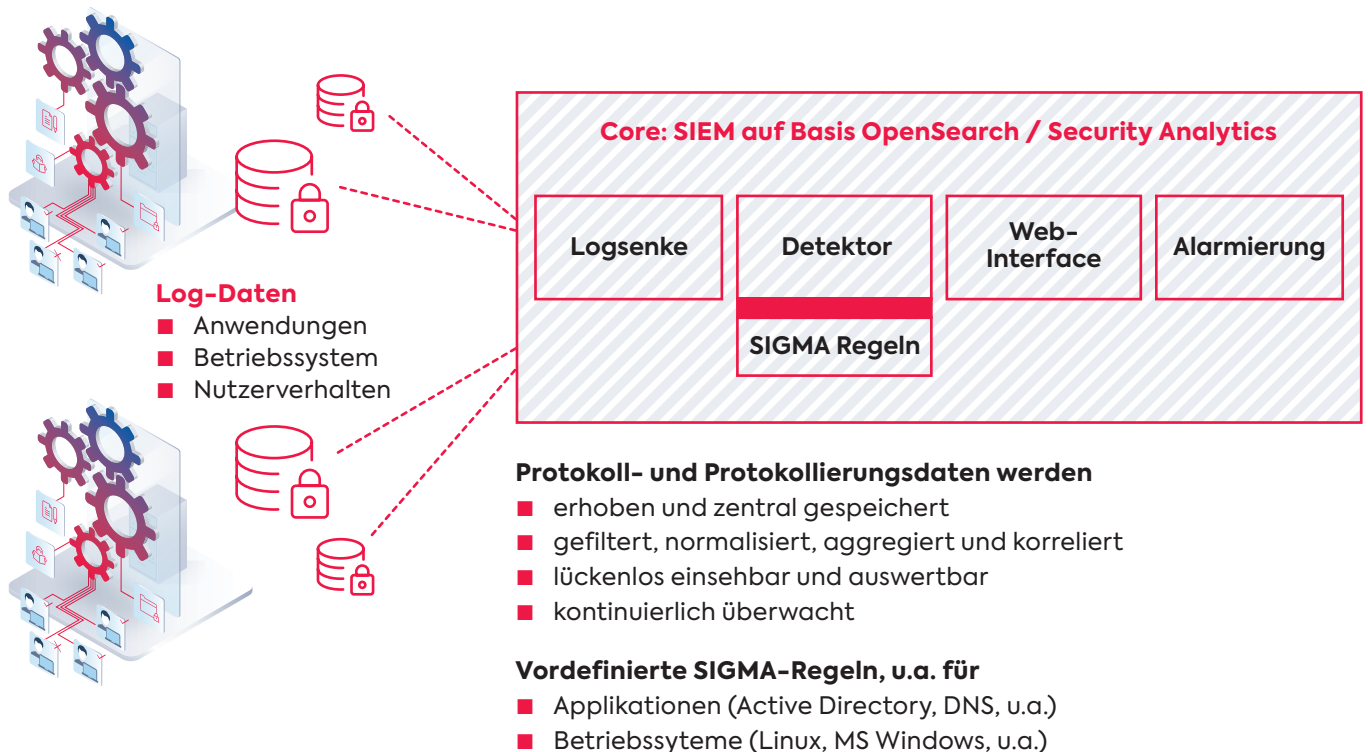 Core: SIEM auf Basis OpenSearch / Security Analytics
Logsenke
Detektor
Web-
Interface
Alarmierung
SIGMA Regeln
Log-Daten
■ Anwendungen
■ Betriebssystem
■ Nutzerverhalten
Protokoll- und Protokollierungsdaten werden
■ erhoben und zentral gespeichert
■ gefiltert, normalisiert, aggregiert und korreliert
■ lückenlos einsehbar und auswertbar
■ kontinuierlich überwacht
Vordefinierte SIGMA-Regeln, u.a. für
■ Applikationen (Active Directory, DNS, u.a.)
■ Betriebssyteme (Linux, MS Windows, u.a.)